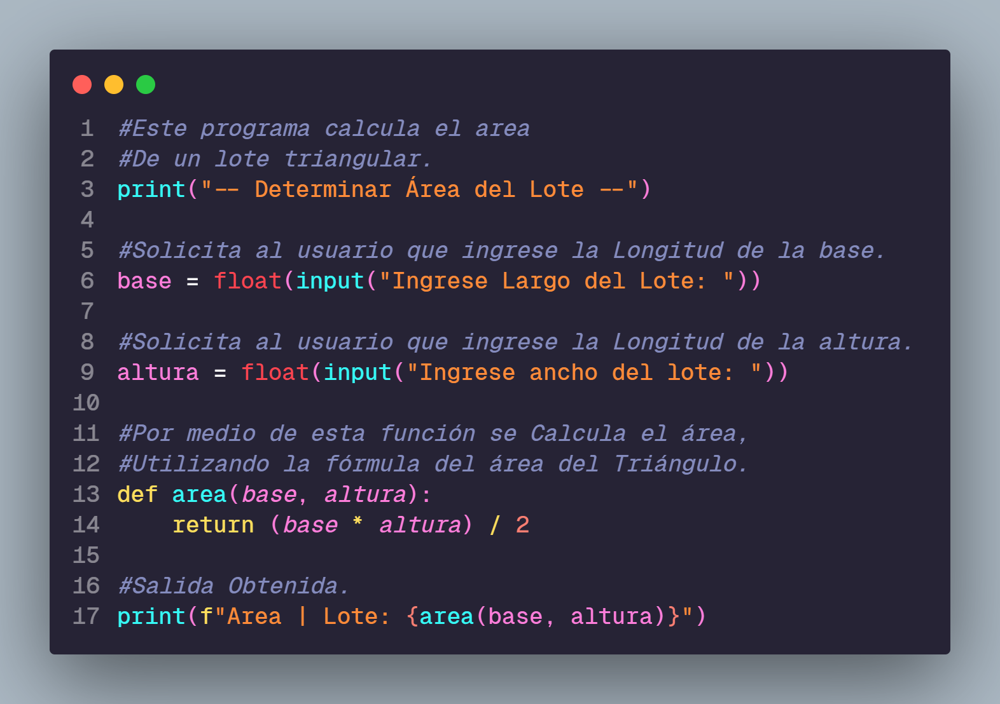 1 #Este programa calcula el area
2 #De un lote triangular.
3 print("-- Determinar Área del Lote --")
4
5 #Solicita al usuario que ingrese la Longitud de la base.
6 base = float(input("Ingrese Largo del Lote: "))
7
8 #Solicita al usuario que ingrese la Longitud de la altura.
9 altura = float(input("Ingrese ancho del lote: "))
10
11 #Por medio de esta función se Calcula el área,
12 #Utilizando la fórmula del área del Triángulo.
13 def area(base, altura):
14     return (base * altura) / 2
15
16 #Salida Obtenida.
17 print(f"Area | Lote: {area(base, altura)}")